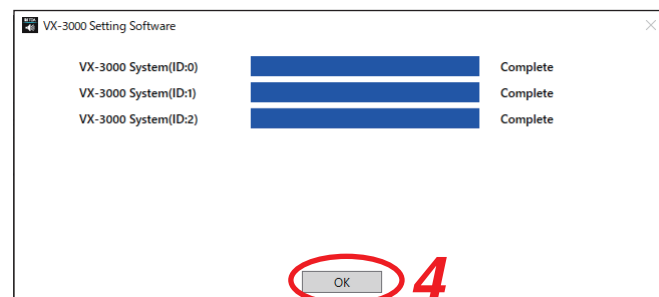 VX-3000 Setting Software
VX-3000 System(ID:0) Complete
VX-3000 System(ID:1) Complete
VX-3000 System(ID:2) Complete
OK 4